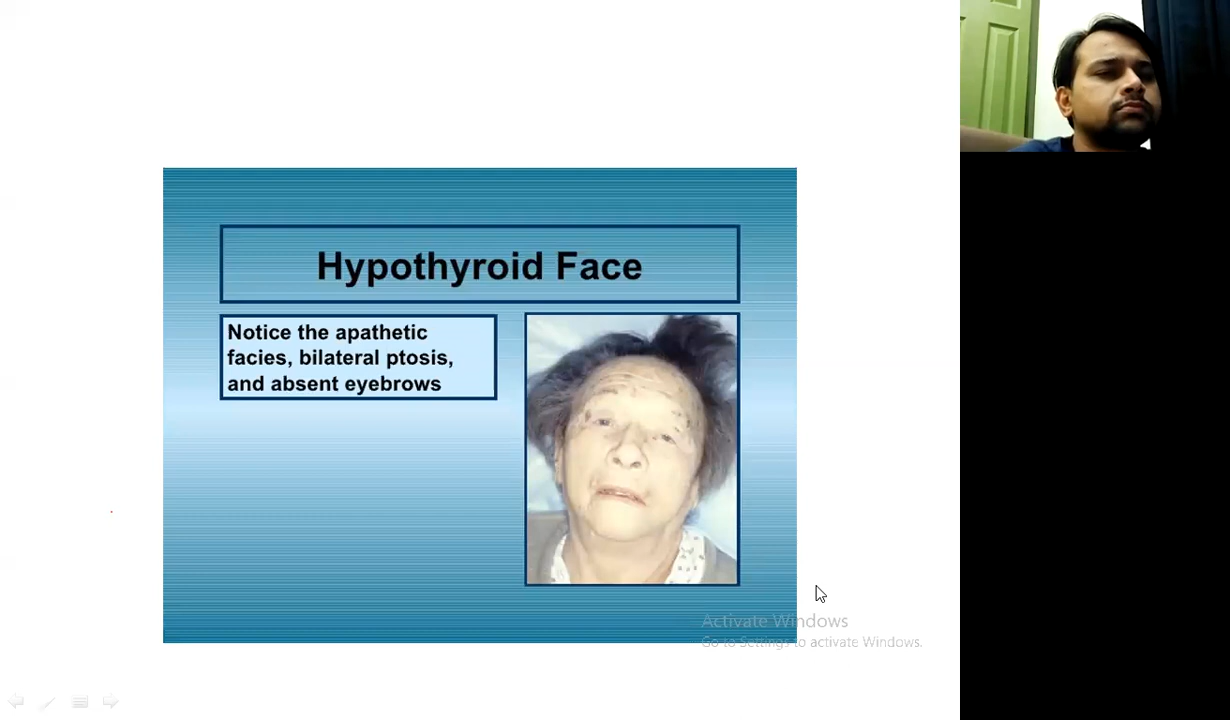 Hypothyroid Face
Notice the apathetic
facies, bilateral ptosis,
and absent eyebrows
Activate Windows
Go to Settings to activate Windows.